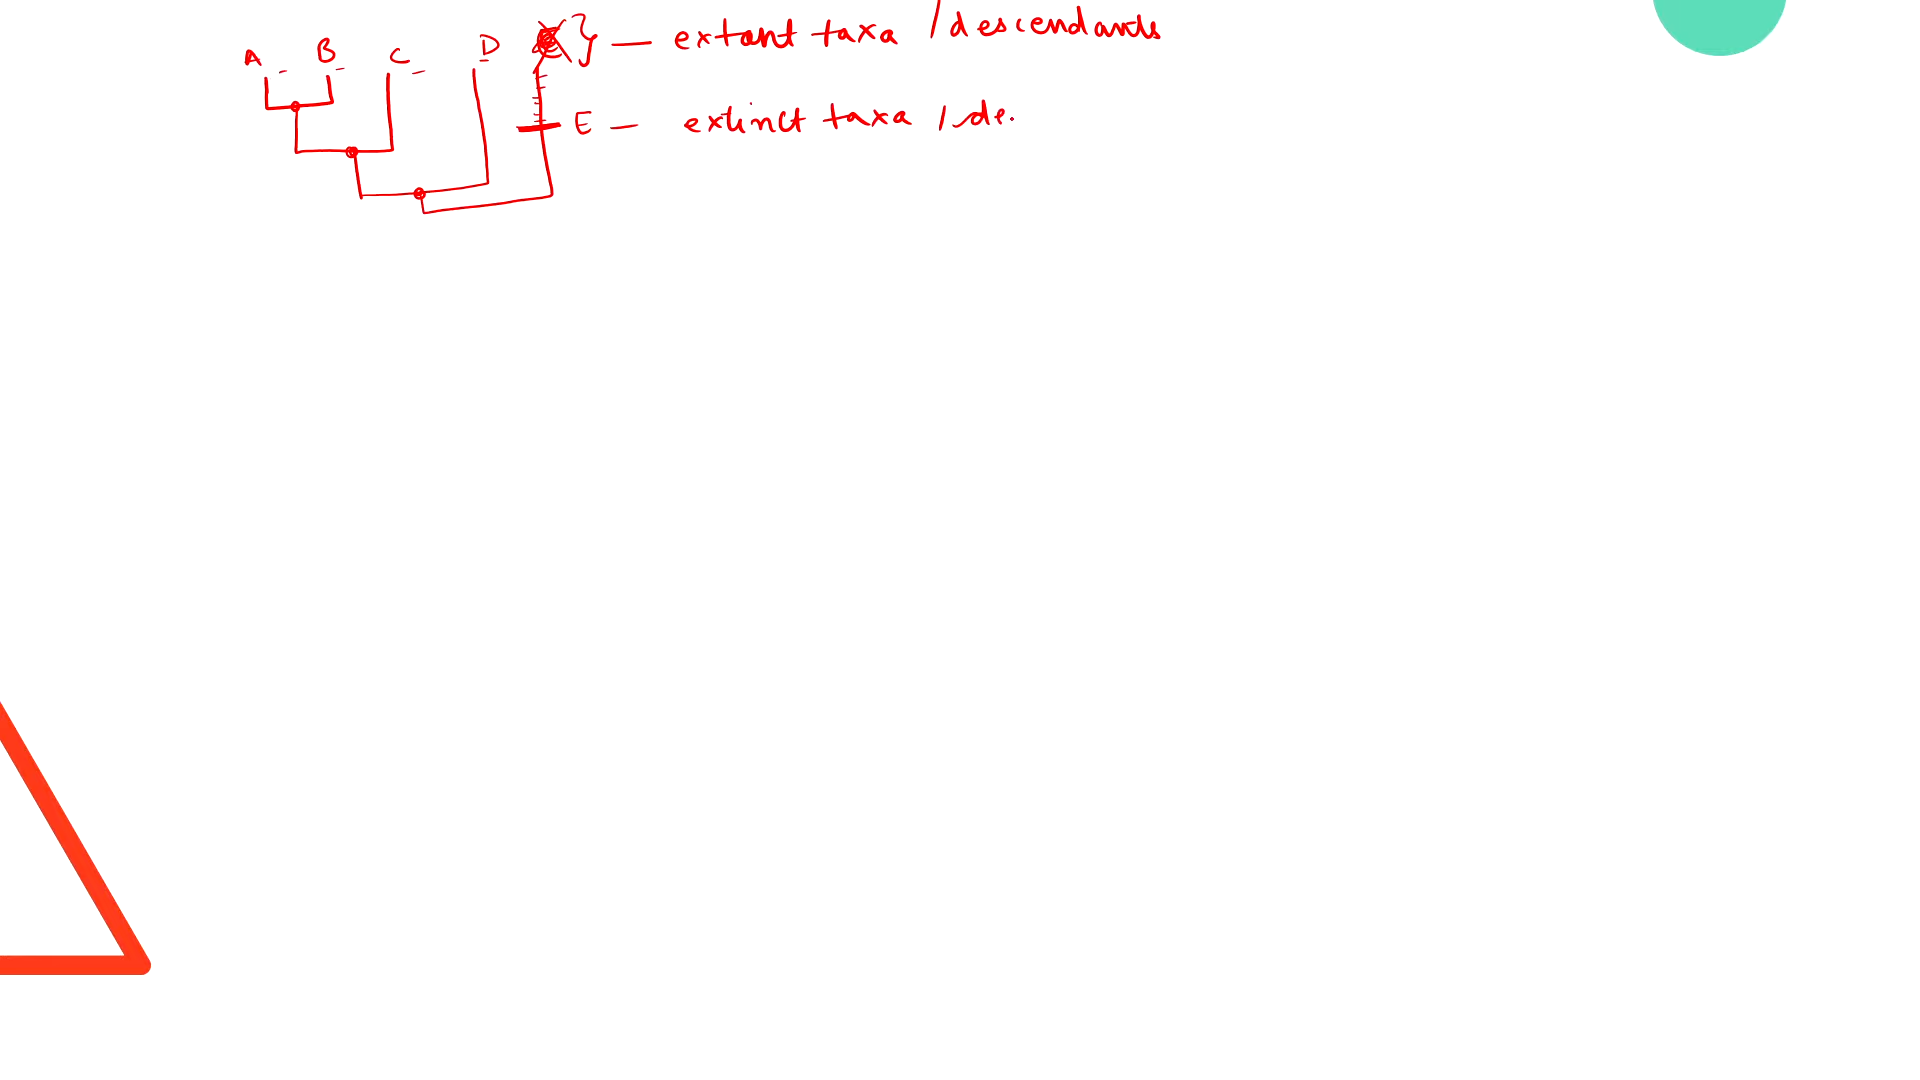 A B C D } — extant taxa / descendants
E — extinct taxa / de.